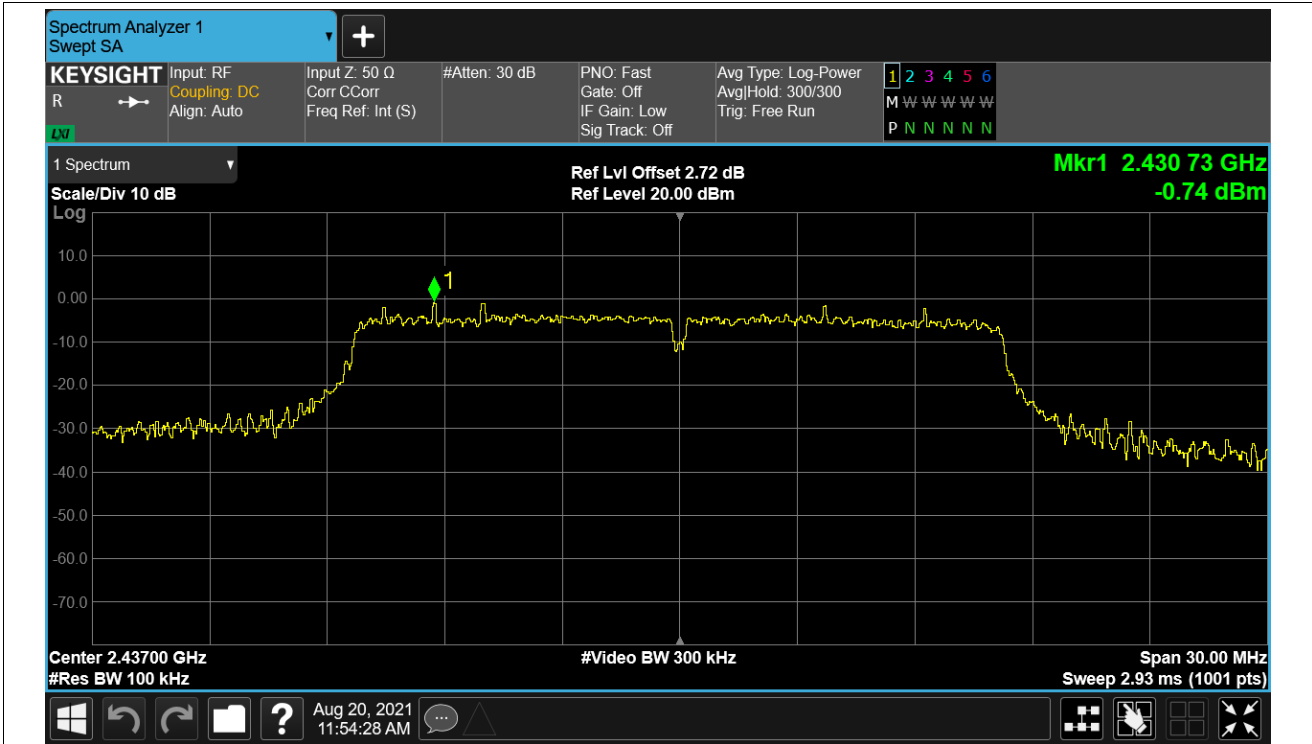 Spectrum Analyzer 1
Swept SA
KEYSIGHT
R
LXI
Input: RF
Coupling: DC
Align: Auto
Input Z: 50 Ω
Corr CCorr
Freq Ref: Int (S)
#Atten: 30 dB
PNO: Fast
Gate: Off
IF Gain: Low
Sig Track: Off
Avg Type: Log-Power
Avg|Hold: 300/300
Trig: Free Run
1 2 3 4 5 6
M W W W W W
P N N N N N
1 Spectrum
Scale/Div 10 dB
Ref Lvl Offset 2.72 dB
Ref Level 20.00 dBm
Mkr1 2.430 73 GHz
-0.74 dBm
Log
10.0
0.00
-10.0
-20.0
-30.0
-40.0
-50.0
-60.0
-70.0
1
Center 2.43700 GHz
#Res BW 100 kHz
#Video BW 300 kHz
Span 30.00 MHz
Sweep 2.93 ms (1001 pts)
?
Aug 20, 2021
11:54:28 AM